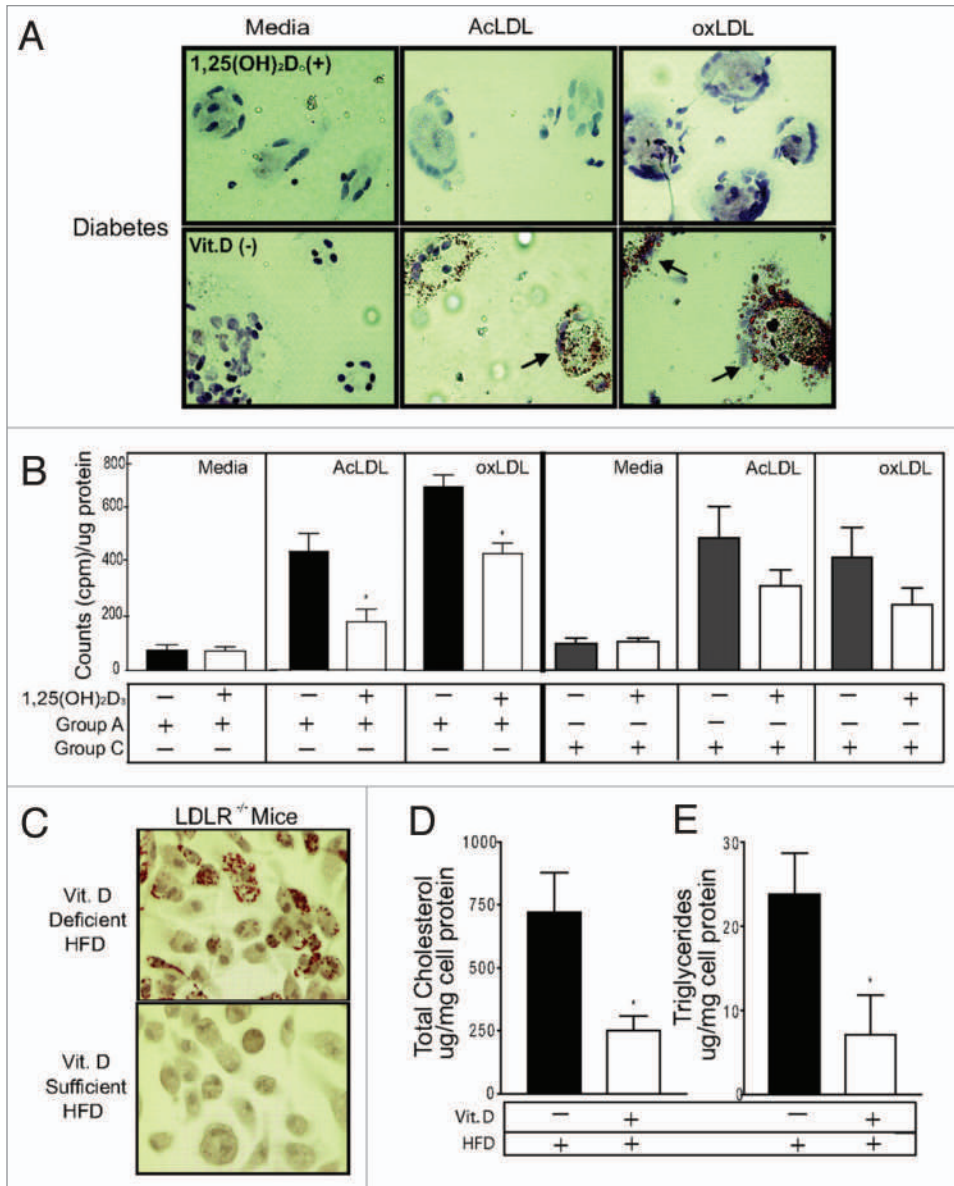 A
Media AcLDL oxLDL
1,25(OH)₂D₃(+)
Diabetes
Vit.D (-)
B
Counts (cpm)/ug protein
800
600
400
200
0
Media AcLDL oxLDL Media AcLDL oxLDL
* *
1,25(OH)₂D₃ − + − + − + − + − + − +
Group A + + + + + + − − − − − −
Group C − − − − − − + + + + + +
C
LDLR -/- Mice
Vit. D
Deficient
HFD
Vit. D
Sufficient
HFD
D
Total Cholesterol
ug/mg cell protein
1000
750
500
250
0
*
E
Triglycerides
ug/mg cell protein
30
20
10
0
*
Vit. D − + − +
HFD + + + +